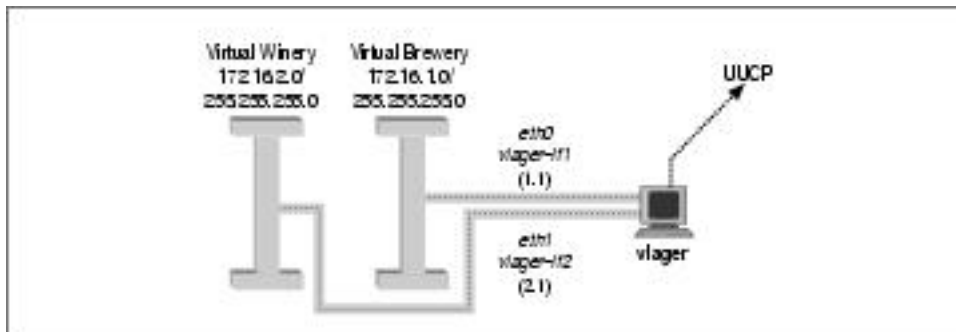 Virtual Winery
172.16.2.0/
255.255.255.0
Virtual Brewery
172.16.1.0/
255.255.255.0
UUCP
eth0
vlager-if1
(1.1)
eth1
vlager-if2
(2.1)
vlager